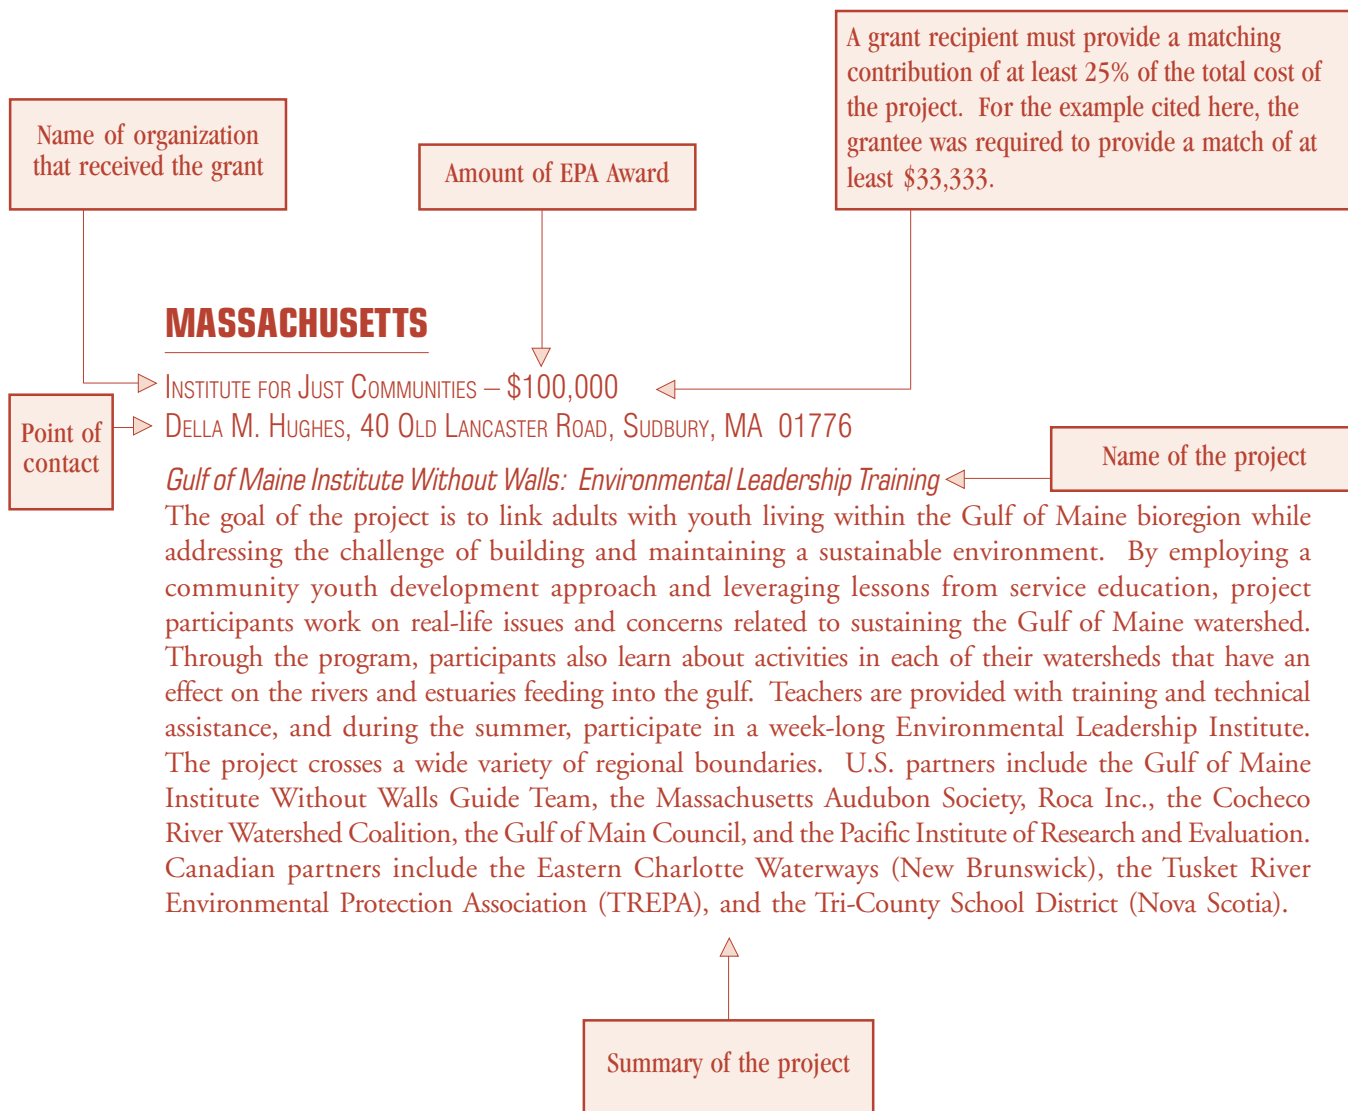 A grant recipient must provide a matching
contribution of at least 25% of the total cost of
the project. For the example cited here, the
grantee was required to provide a match of at
least $33,333.
Name of organization
that received the grant
Amount of EPA Award
MASSACHUSETTS
INSTITUTE FOR JUST COMMUNITIES – $100,000
Point of
contact
DELLA M. HUGHES, 40 OLD LANCASTER ROAD, SUDBURY, MA 01776
Name of the project
Gulf of Maine Institute Without Walls: Environmental Leadership Training
The goal of the project is to link adults with youth living within the Gulf of Maine bioregion while
addressing the challenge of building and maintaining a sustainable environment. By employing a
community youth development approach and leveraging lessons from service education, project
participants work on real-life issues and concerns related to sustaining the Gulf of Maine watershed.
Through the program, participants also learn about activities in each of their watersheds that have an
effect on the rivers and estuaries feeding into the gulf. Teachers are provided with training and technical
assistance, and during the summer, participate in a week-long Environmental Leadership Institute.
The project crosses a wide variety of regional boundaries. U.S. partners include the Gulf of Maine
Institute Without Walls Guide Team, the Massachusetts Audubon Society, Roca Inc., the Cocheco
River Watershed Coalition, the Gulf of Main Council, and the Pacific Institute of Research and Evaluation.
Canadian partners include the Eastern Charlotte Waterways (New Brunswick), the Tusket River
Environmental Protection Association (TREPA), and the Tri-County School District (Nova Scotia).
Summary of the project